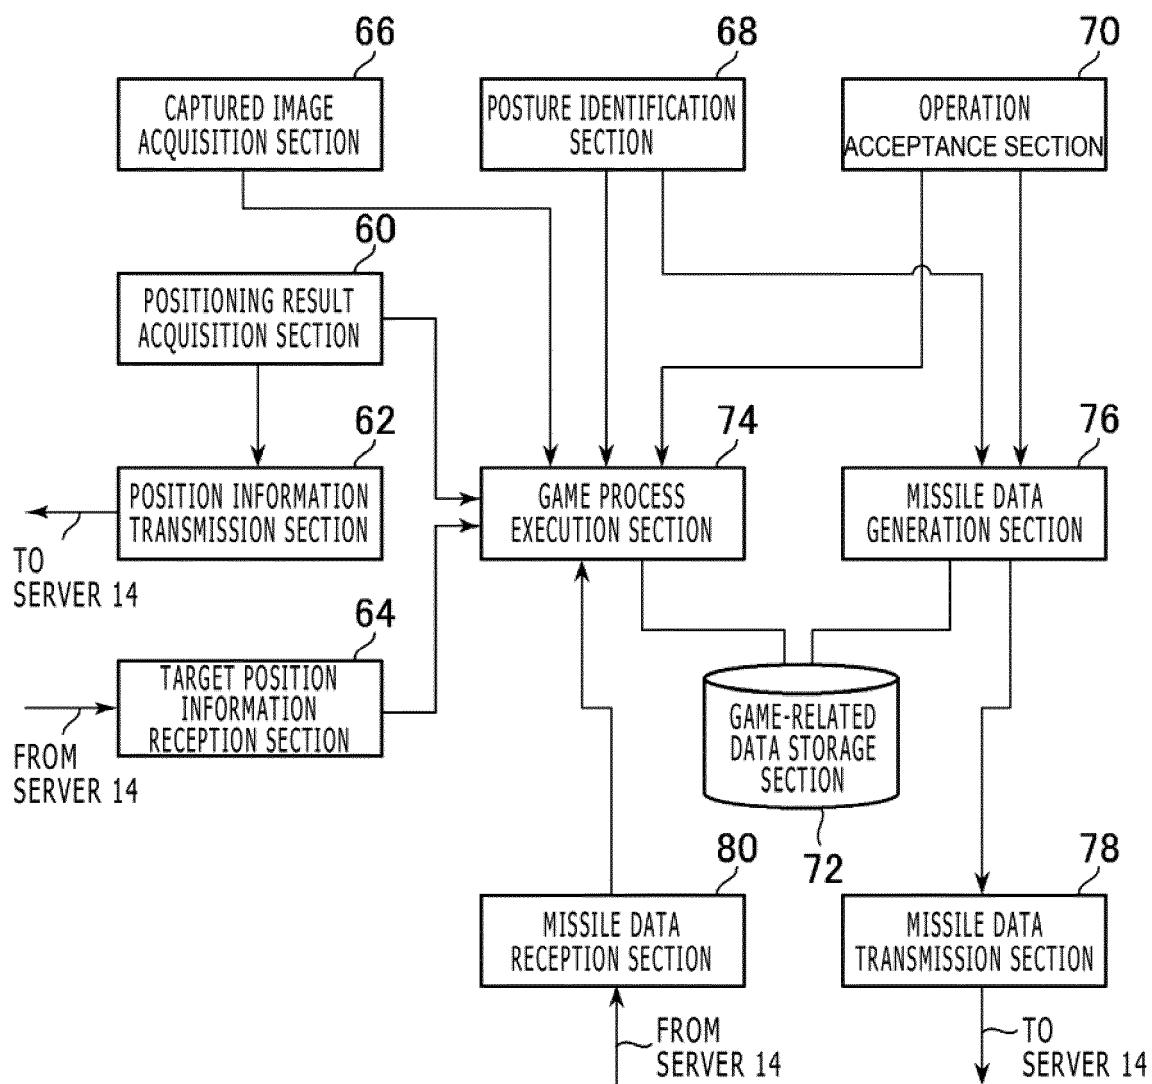 66
68
70
CAPTURED IMAGE
ACQUISITION SECTION
POSTURE IDENTIFICATION
SECTION
OPERATION
ACCEPTANCE SECTION
60
POSITIONING RESULT
ACQUISITION SECTION
62
74
76
POSITION INFORMATION
TRANSMISSION SECTION
GAME PROCESS
EXECUTION SECTION
MISSILE DATA
GENERATION SECTION
TO
SERVER 14
64
TARGET POSITION
INFORMATION
RECEPTION SECTION
FROM
SERVER 14
GAME-RELATED
DATA STORAGE
SECTION
72
80
78
MISSILE DATA
RECEPTION SECTION
MISSILE DATA
TRANSMISSION SECTION
FROM
SERVER 14
TO
SERVER 14